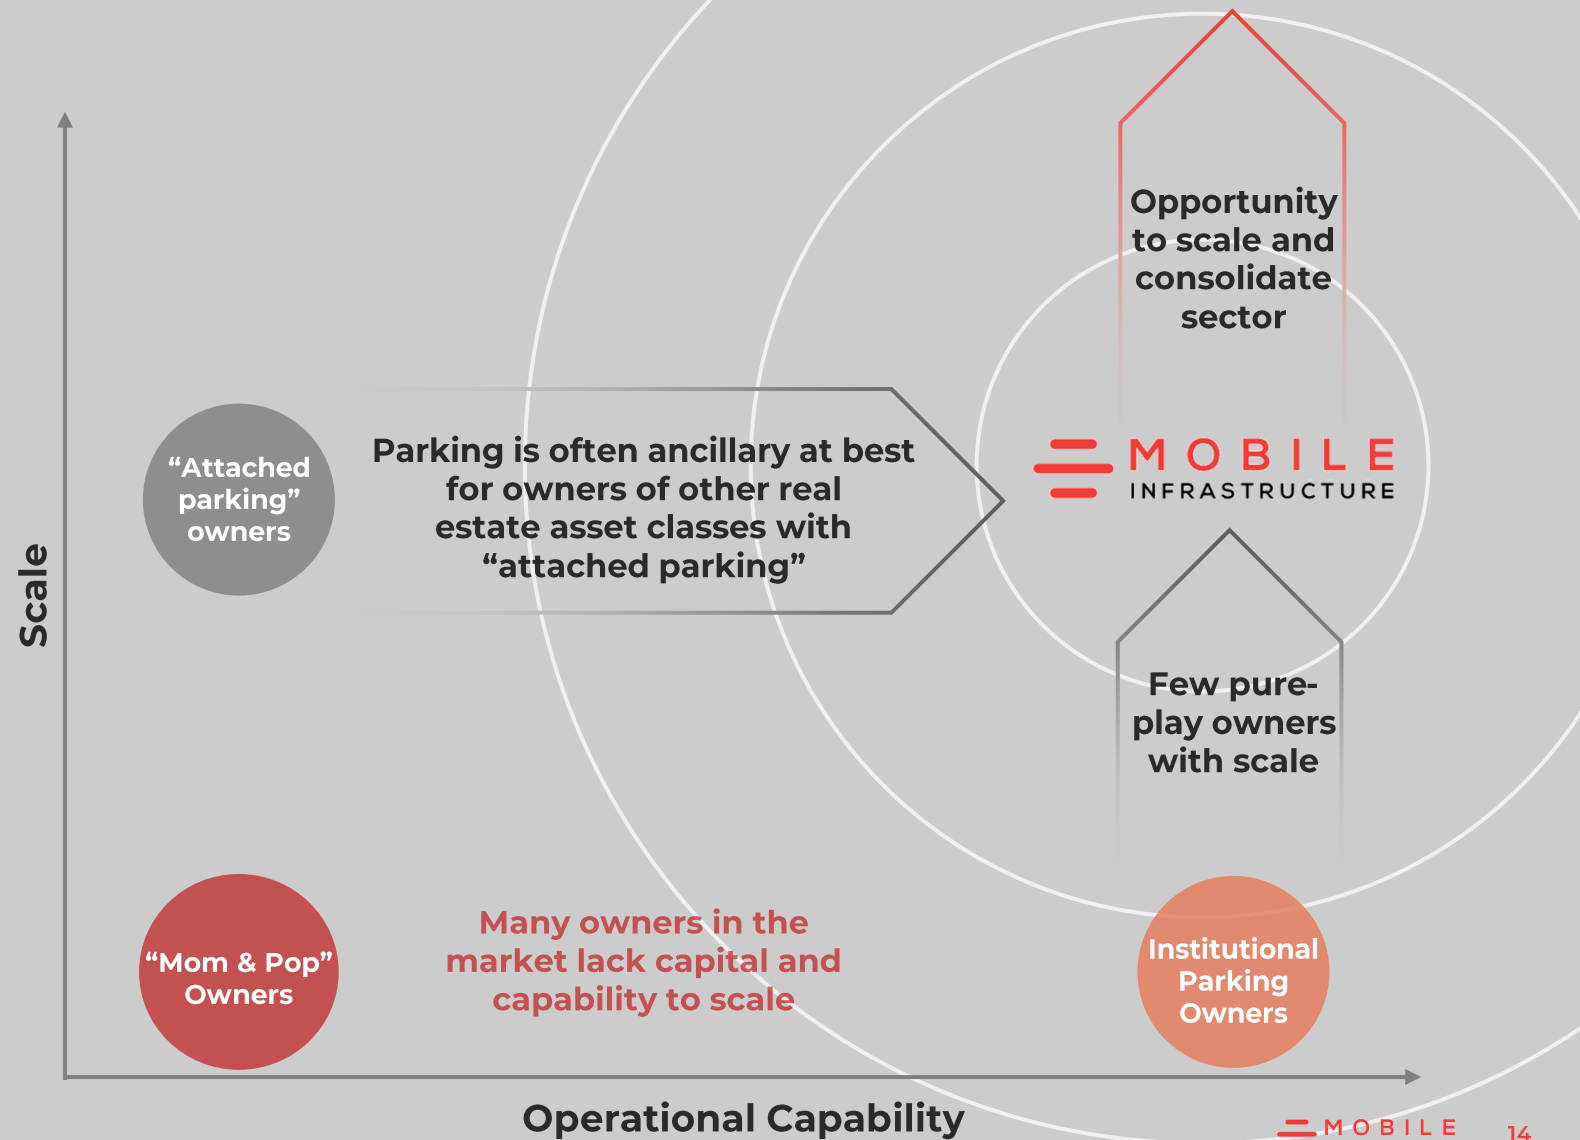 Opportunity
to scale and
consolidate
sector
“Attached
parking”
owners
Parking is often ancillary at best
for owners of other real
estate asset classes with
“attached parking”
MOBILE
INFRASTRUCTURE
Scale
Few pure-
play owners
with scale
“Mom & Pop”
Owners
Many owners in the
market lack capital and
capability to scale
Institutional
Parking
Owners
Operational Capability
MOBILE
14